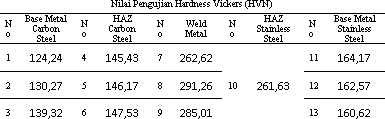 Nilai Pengujian Hardness Vickers (HVN)
No Base Metal Carbon Steel No HAZ Carbon Steel No Weld Metal No HAZ Stainless Steel No Base Metal Stainless Steel
1 124,24 4 145,43 7 262,62 11 164,17
2 130,27 5 146,17 8 291,26 10 261,63 12 162,57
3 139,32 6 147,53 9 285,01 13 160,62